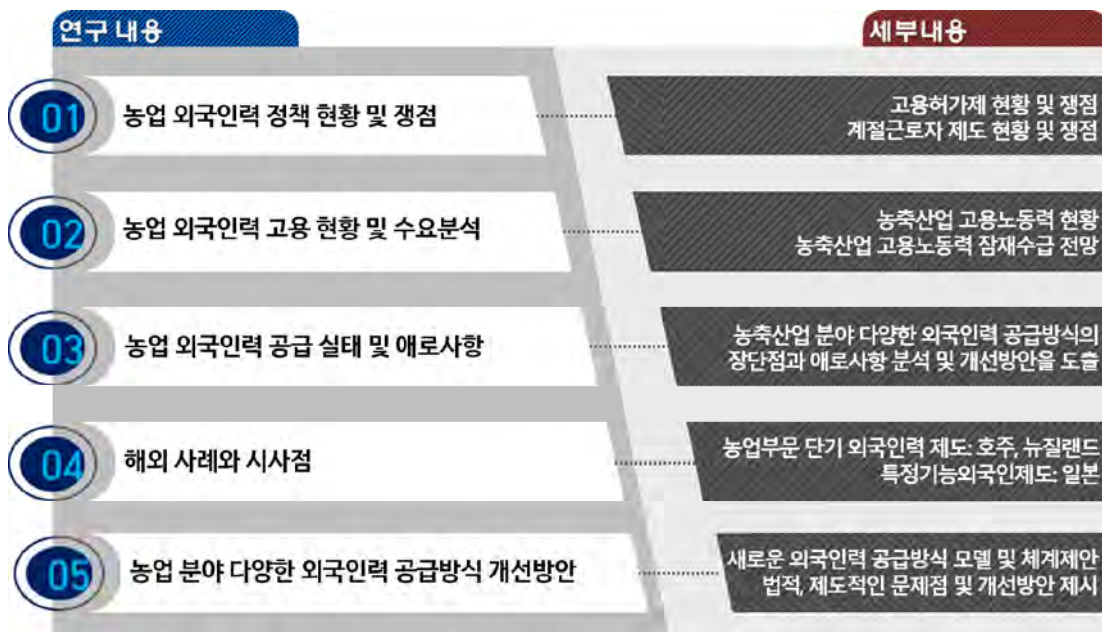 연구 내용
세부내용
01
농업 외국인력 정책 현황 및 쟁점
고용허가제 현황 및 쟁점
계절근로자 제도 현황 및 쟁점
02
농업 외국인력 고용 현황 및 수요분석
농축산업 고용노동력 현황
농축산업 고용노동력 잠재수급 전망
03
농업 외국인력 공급 실태 및 애로사항
농축산업 분야 다양한 외국인력 공급방식의
장단점과 애로사항 분석 및 개선방안을 도출
04
해외 사례와 시사점
농업부문 단기 외국인력 제도: 호주, 뉴질랜드
특정기능외국인제도: 일본
05
농업 분야 다양한 외국인력 공급방식 개선방안
새로운 외국인력 공급방식 모델 및 체계제안
법적, 제도적인 문제점 및 개선방안 제시